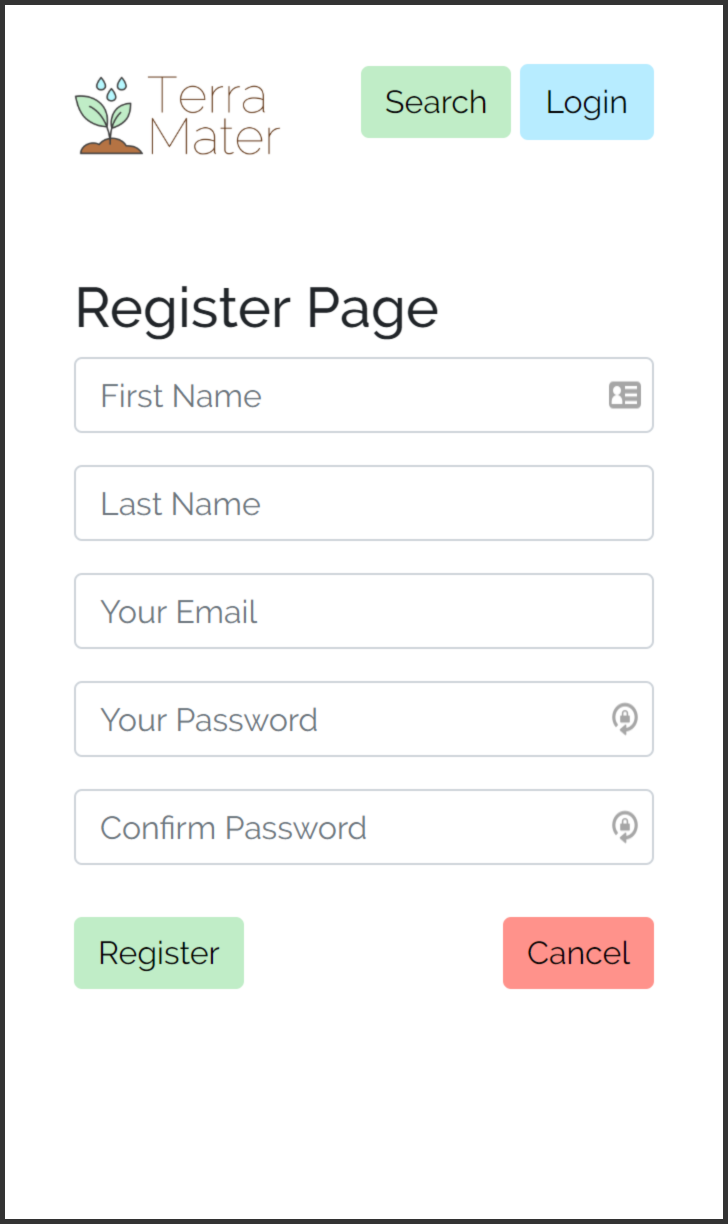 Terra
Mater
Search
Login
Register Page
First Name
Last Name
Your Email
Your Password
Confirm Password
Register
Cancel